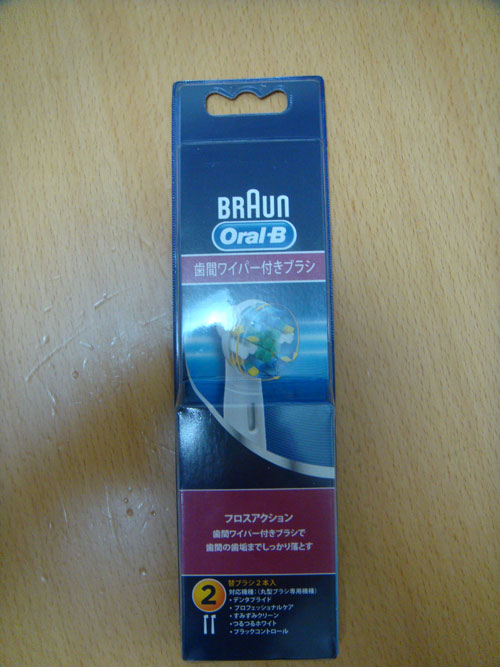 BRAUN
Oral-B
歯間ワイパー付きブラシ
フロスアクション
歯間ワイパー付きブラシで
歯間の歯垢までしっかり落とす
2
替ブラシ2本入
対応機種：(丸型ブラシ専用機種)
・デンタプライド
・プロフェッショナルケア
・すみずみクリーン
・つるつるホワイト
・ブラックコントロール